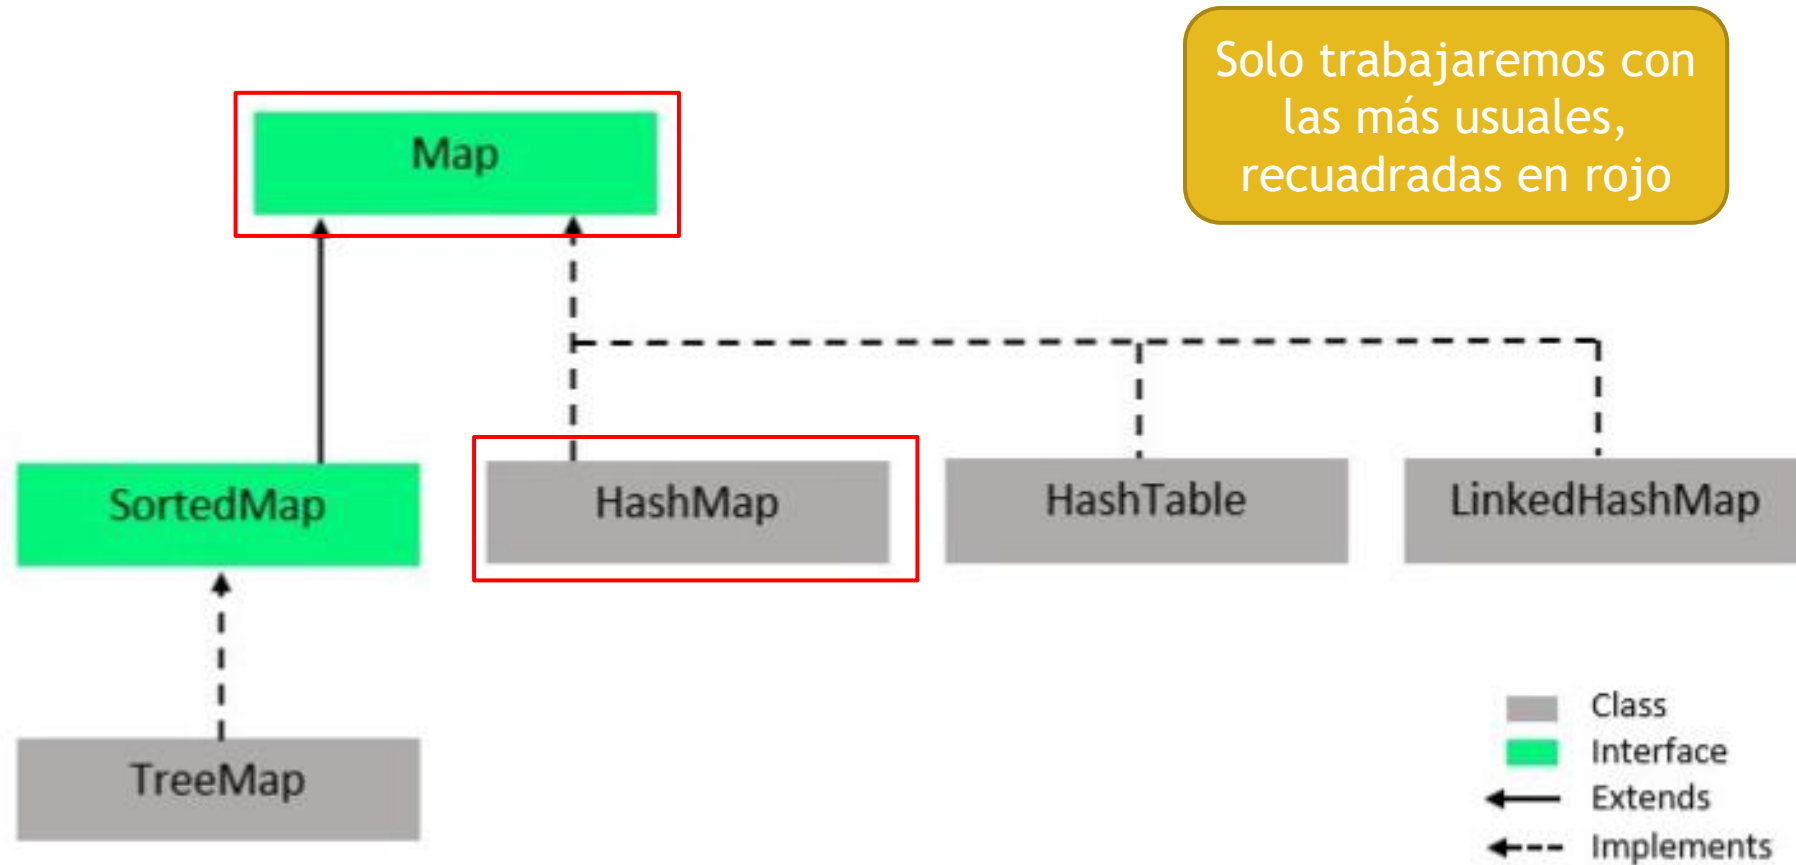 Solo trabajaremos con
las más usuales,
recuadradas en rojo
Map
SortedMap
HashMap
HashTable
LinkedHashMap
TreeMap
Class
Interface
Extends
Implements